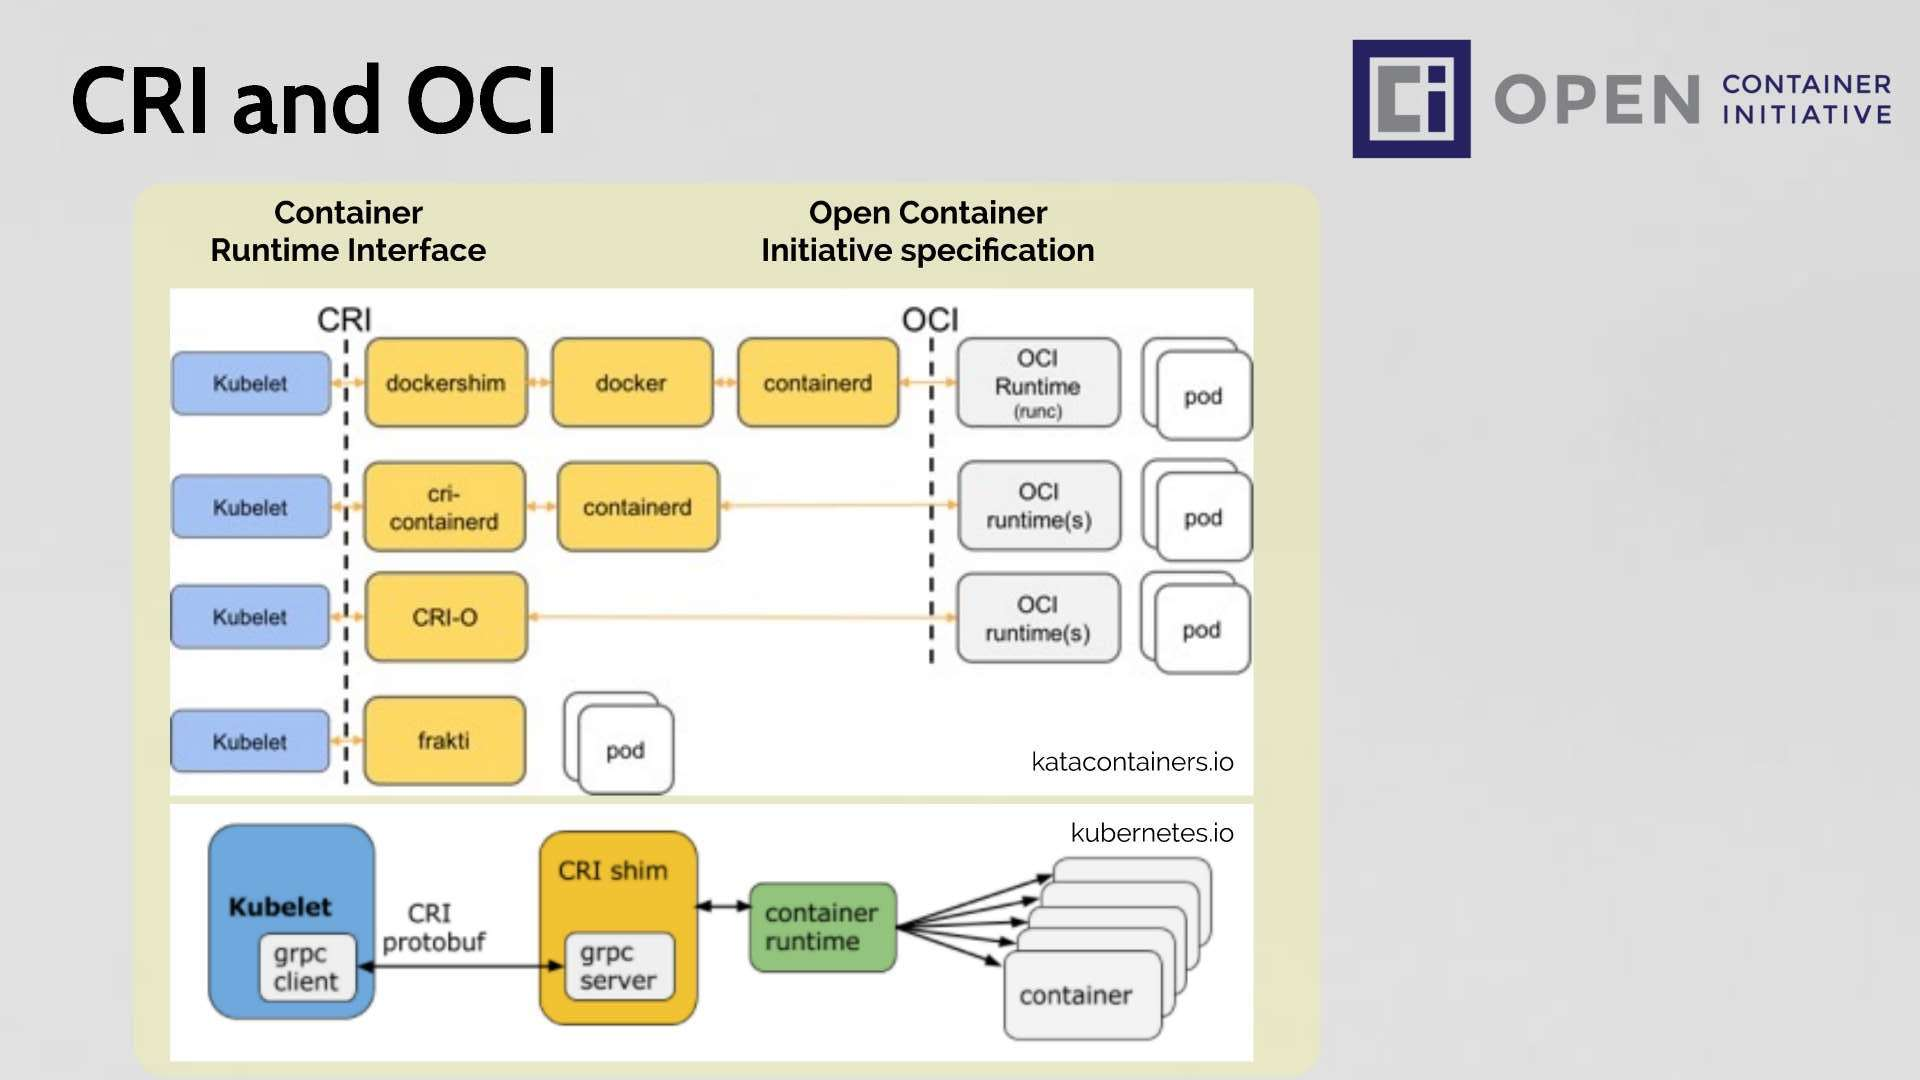 CRI and OCI
Ci OPEN CONTAINER
INITIATIVE
Container
Runtime Interface
Open Container
Initiative specification
CRI
OCI
Kubelet
dockershim
docker
containerd
OCI
Runtime
(runc)
pod
Kubelet
cri-
containerd
containerd
OCI
runtime(s)
pod
Kubelet
CRI-O
OCI
runtime(s)
pod
Kubelet
frakti
pod
katacontainers.io
kubernetes.io
Kubelet
grpc
client
CRI
protobuf
CRI shim
grpc
server
container
runtime
container